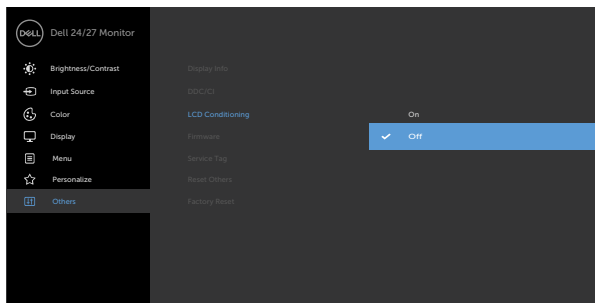 DELL
Dell 24/27 Monitor
Brightness/Contrast
Input Source
Color
Display
Menu
Personalize
Others
Display Info
DDC/CI
LCD Conditioning
Firmware
Service Tag
Reset Others
Factory Reset
On
Off